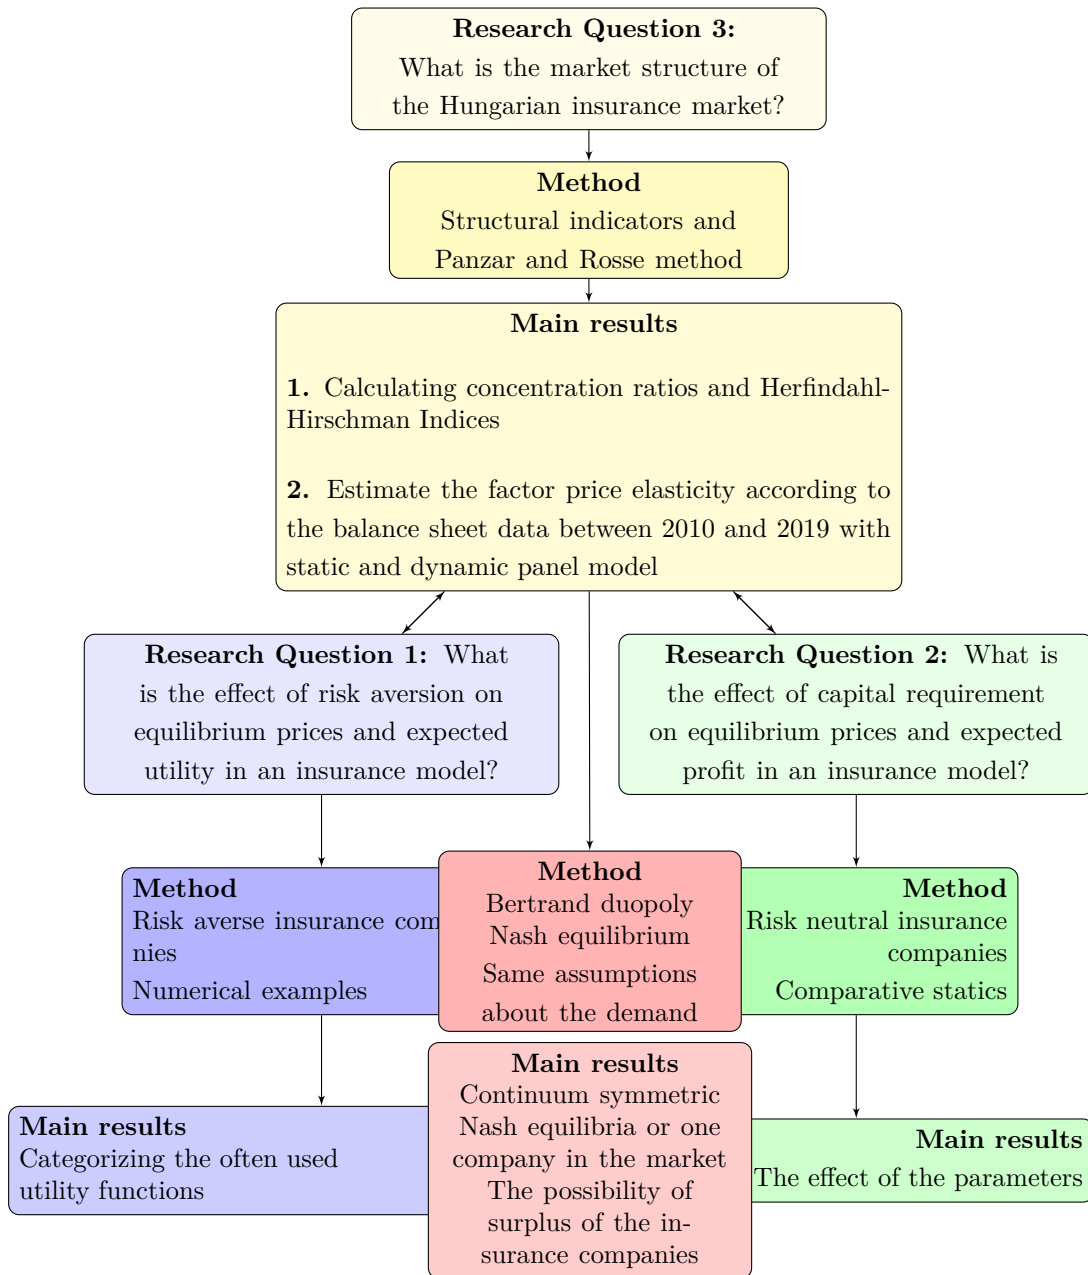 Research Question 3:
What is the market structure of
the Hungarian insurance market?
Method
Structural indicators and
Panzar and Rosse method
Main results
1. Calculating concentration ratios and Herfindahl-
Hirschman Indices
2. Estimate the factor price elasticity according to
the balance sheet data between 2010 and 2019 with
static and dynamic panel model
Research Question 1: What
is the effect of risk aversion on
equilibrium prices and expected
utility in an insurance model?
Research Question 2: What is
the effect of capital requirement
on equilibrium prices and expected
profit in an insurance model?
Method
Risk averse insurance com
nies
Numerical examples
Method
Bertrand duopoly
Nash equilibrium
Same assumptions
about the demand
Method
Risk neutral insurance
companies
Comparative statics
Main results
Categorizing the often used
utility functions
Main results
Continuum symmetric
Nash equilibria or one
company in the market
The possibility of
surplus of the in-
surance companies
Main results
The effect of the parameters